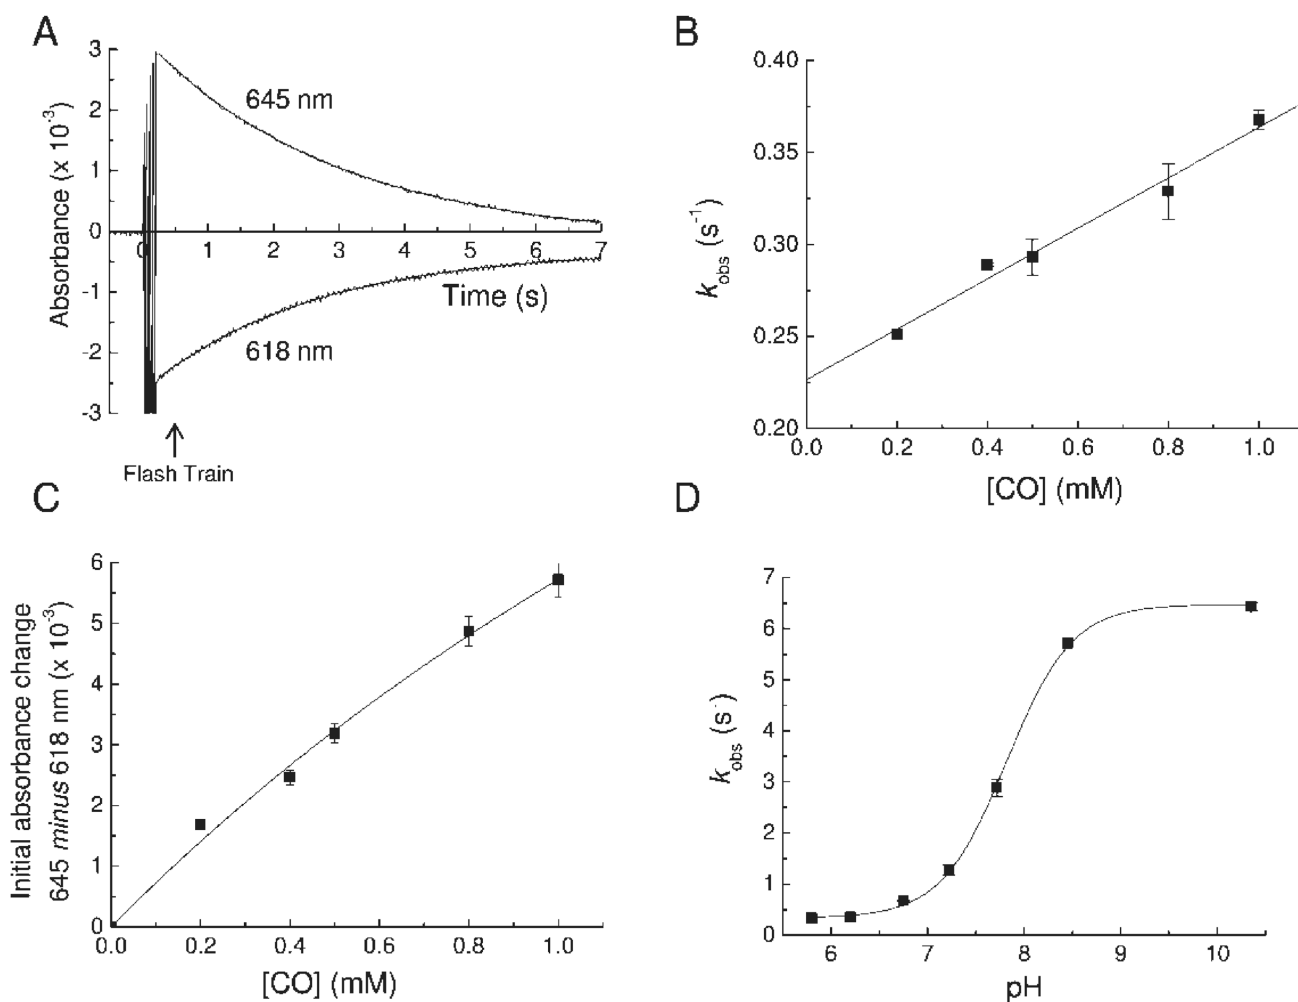 A
3
2
1
0
-1
-2
-3
Absorbance (x 10⁻³)
645 nm
0 1 2 3 4 5 6 7
Time (s)
618 nm
Flash Train
B
0.40
0.35
0.30
0.25
0.20
k obs (s⁻¹)
0.0 0.2 0.4 0.6 0.8 1.0
[CO] (mM)
C
6
5
4
3
2
1
0
Initial absorbance change
645 minus 618 nm (x 10⁻³)
0.0 0.2 0.4 0.6 0.8 1.0
[CO] (mM)
D
7
6
5
4
3
2
1
0
k obs (s⁻)
6 7 8 9 10
pH